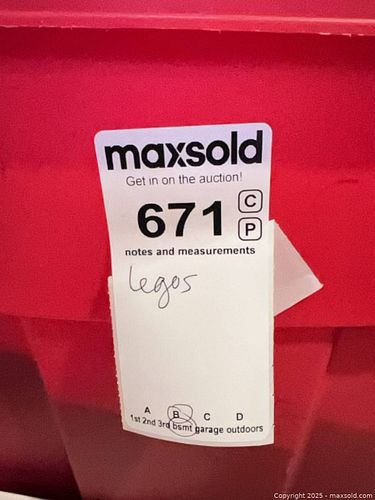 maxsold
Get in on the auction!
671 C
P
notes and measurements
legos
A B C D
1st 2nd 3rd bsmt garage outdoors
Copyright 2025 - maxsold.com